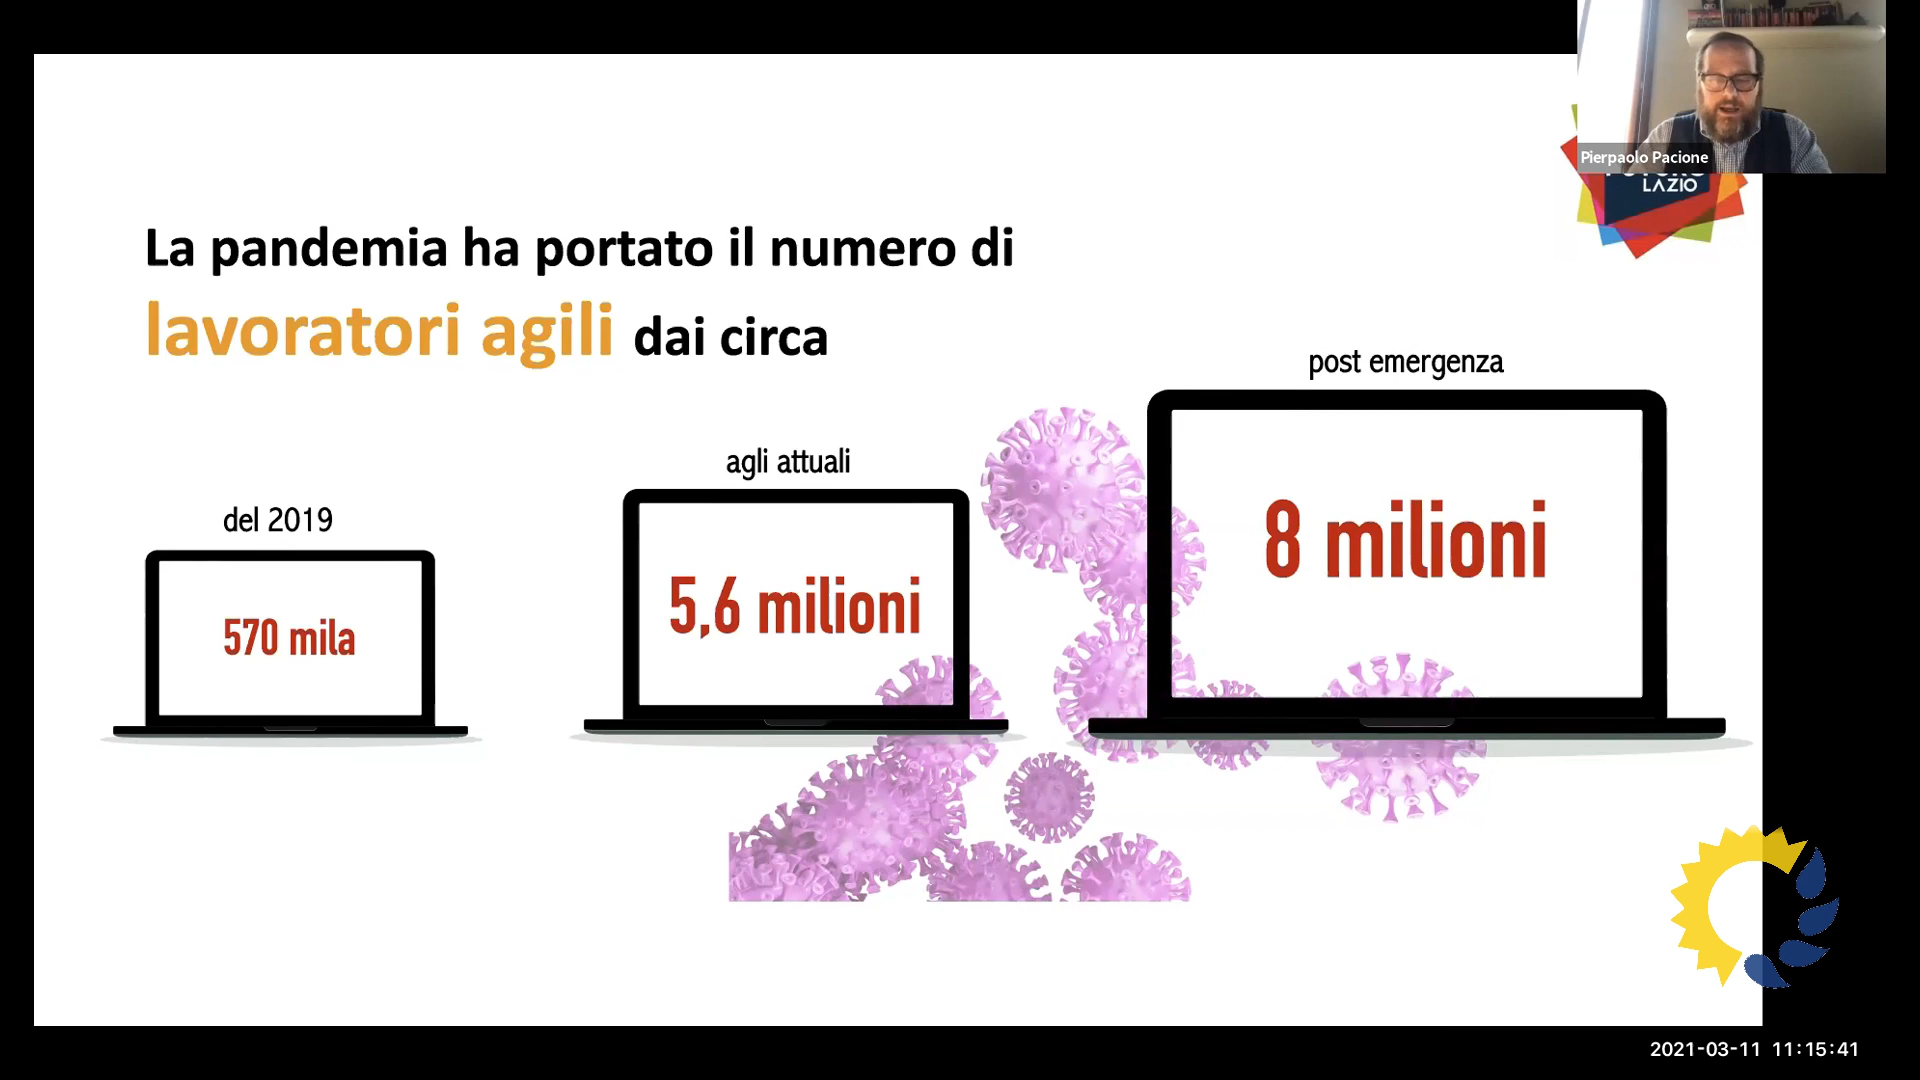 Pierpaolo Pacione
LAZIO
La pandemia ha portato il numero di
lavoratori agili dai circa
del 2019
570 mila
agli attuali
5,6 milioni
post emergenza
8 milioni
2021-03-11 11:15:41